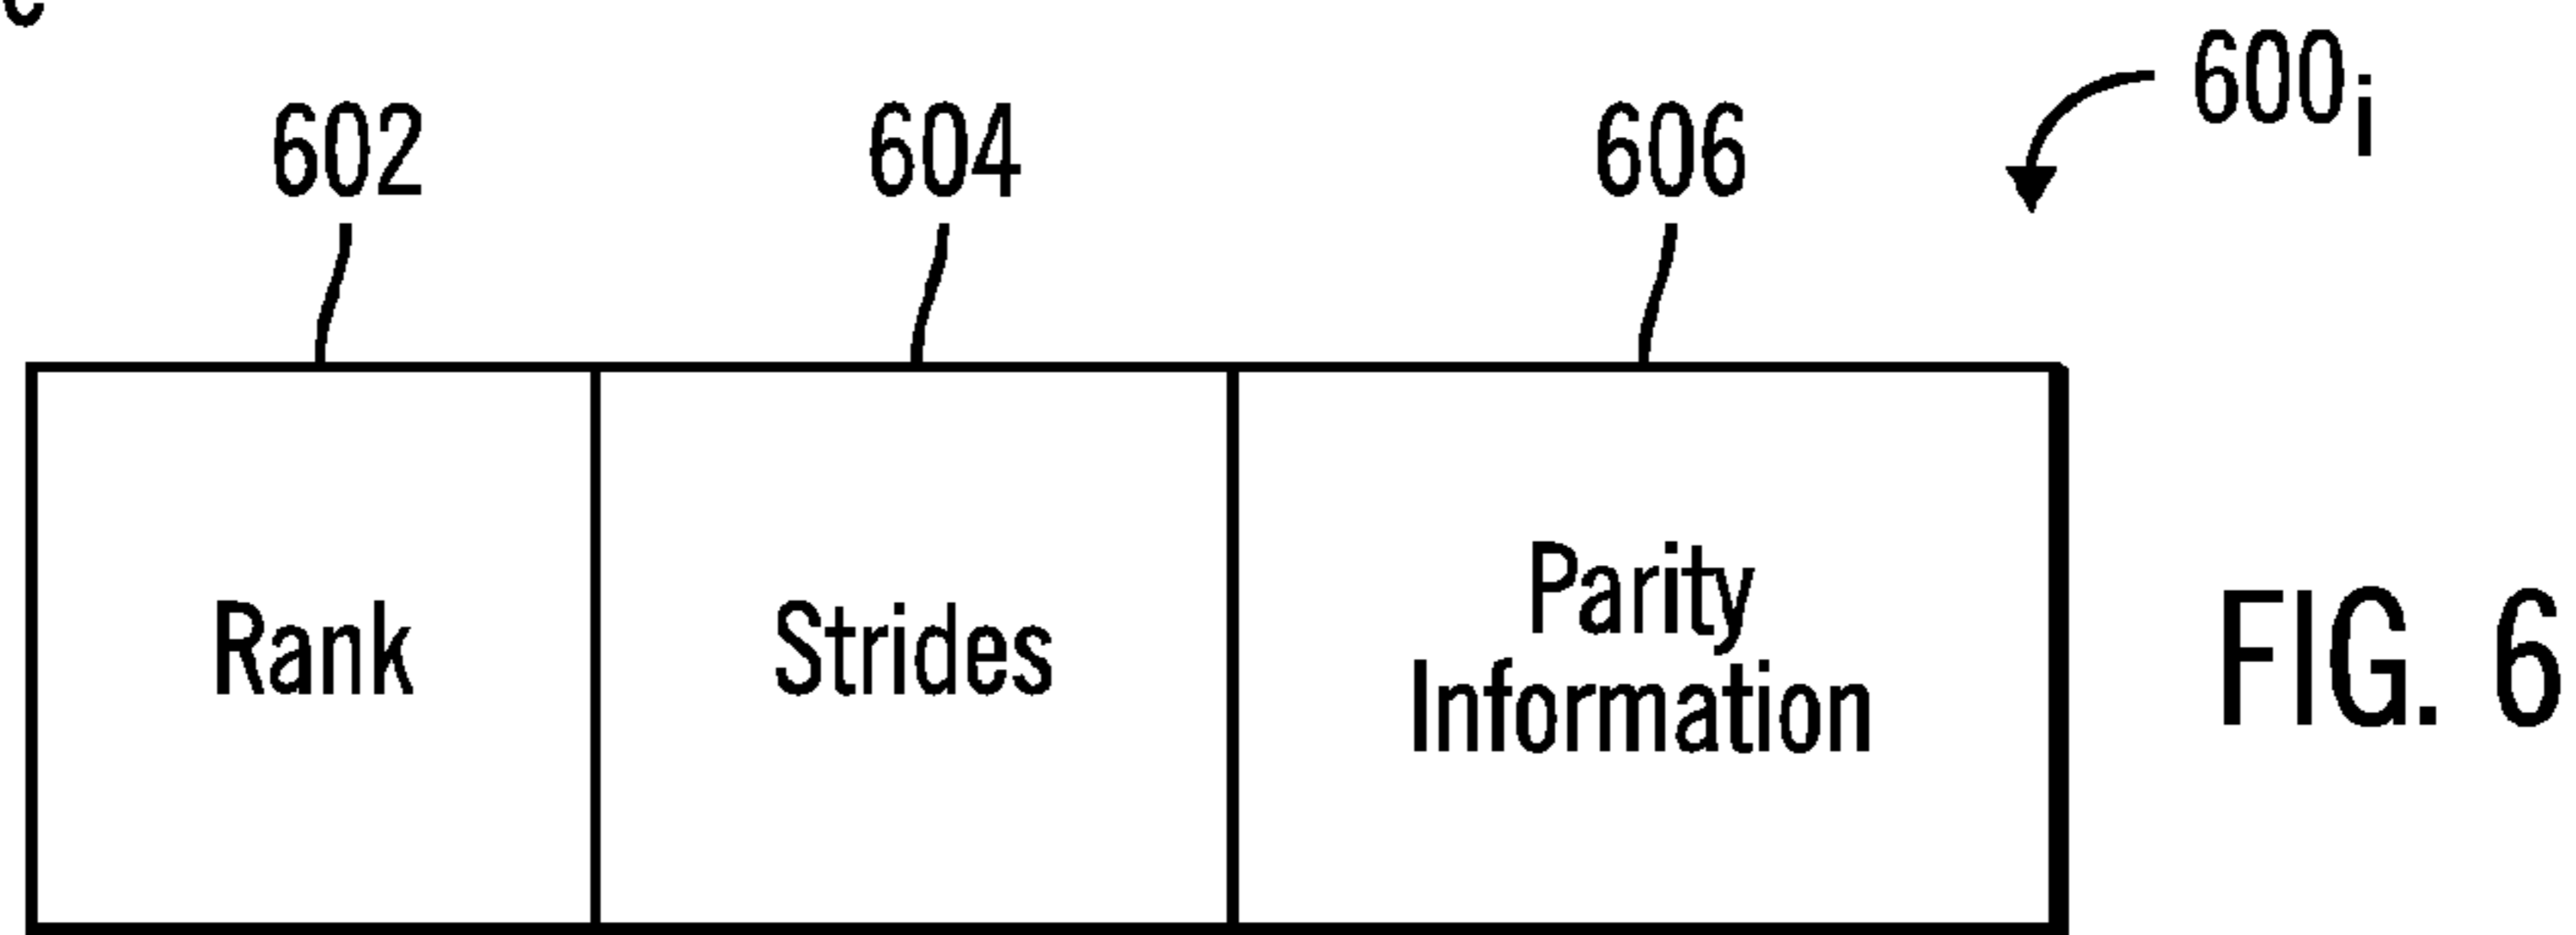 600i
602 604 606
Rank Strides Parity
Information
FIG. 6